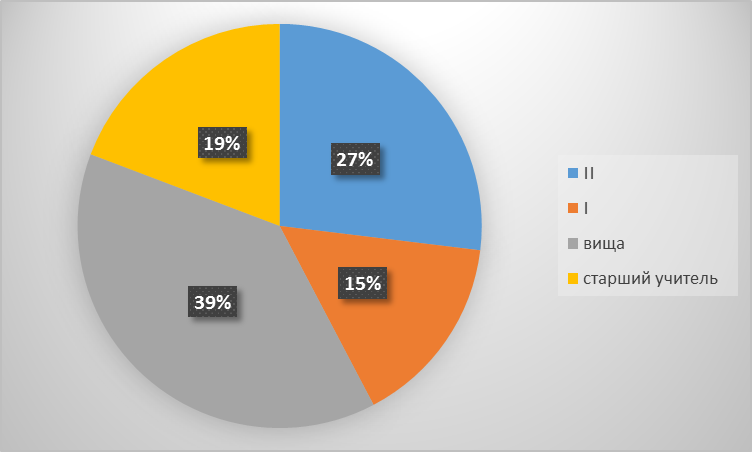 27%
15%
39%
19%
II
I
вища
старший учитель